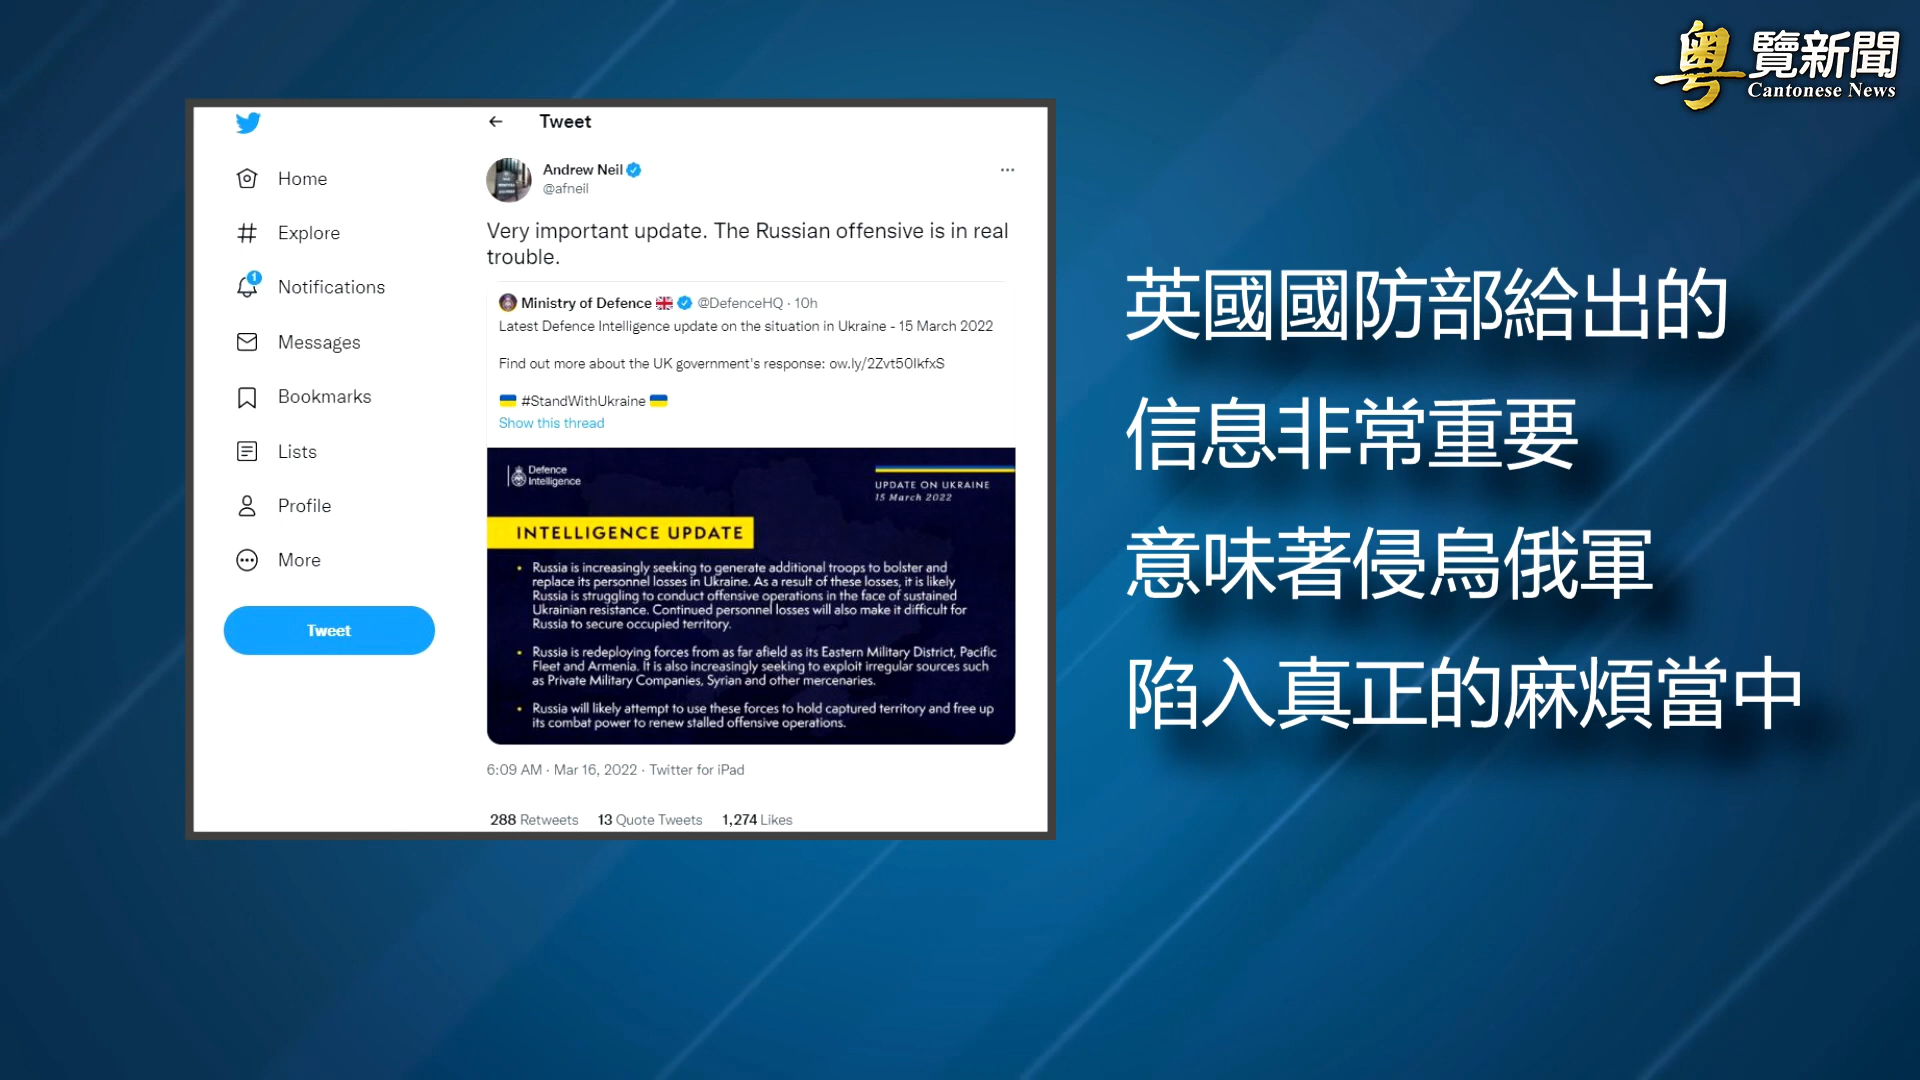 粵覽新聞
Cantonese News
Tweet
Home
Explore
1
Notifications
Messages
Bookmarks
Lists
Profile
More
Tweet
Andrew Neil
@afneil
Very important update. The Russian offensive is in real
trouble.
Ministry of Defence 🇬🇧 @DefenceHQ · 10h
Latest Defence Intelligence update on the situation in Ukraine - 15 March 2022
Find out more about the UK government's response: ow.ly/2Zvt50IkfxS
🇺🇦 #StandWithUkraine 🇺🇦
Show this thread
Defence
Intelligence
UPDATE ON UKRAINE
15 March 2022
INTELLIGENCE UPDATE
• Russia is increasingly seeking to generate additional troops to bolster and
replace its personnel losses in Ukraine. As a result of these losses, it is likely
Russia is struggling to conduct offensive operations in the face of sustained
Ukrainian resistance. Continued personnel losses will also make it difficult for
Russia to secure occupied territory.
• Russia is redeploying forces from as far afield as its Eastern Military District, Pacific
Fleet and Armenia. It is also increasingly seeking to exploit irregular sources such
as Private Military Companies, Syrian and other mercenaries.
• Russia will likely attempt to use these forces to hold captured territory and free up
its combat power to renew stalled offensive operations.
6:09 AM · Mar 16, 2022 · Twitter for iPad
288 Retweets 13 Quote Tweets 1,274 Likes
英國國防部給出的
信息非常重要
意味著侵烏俄軍
陷入真正的麻煩當中